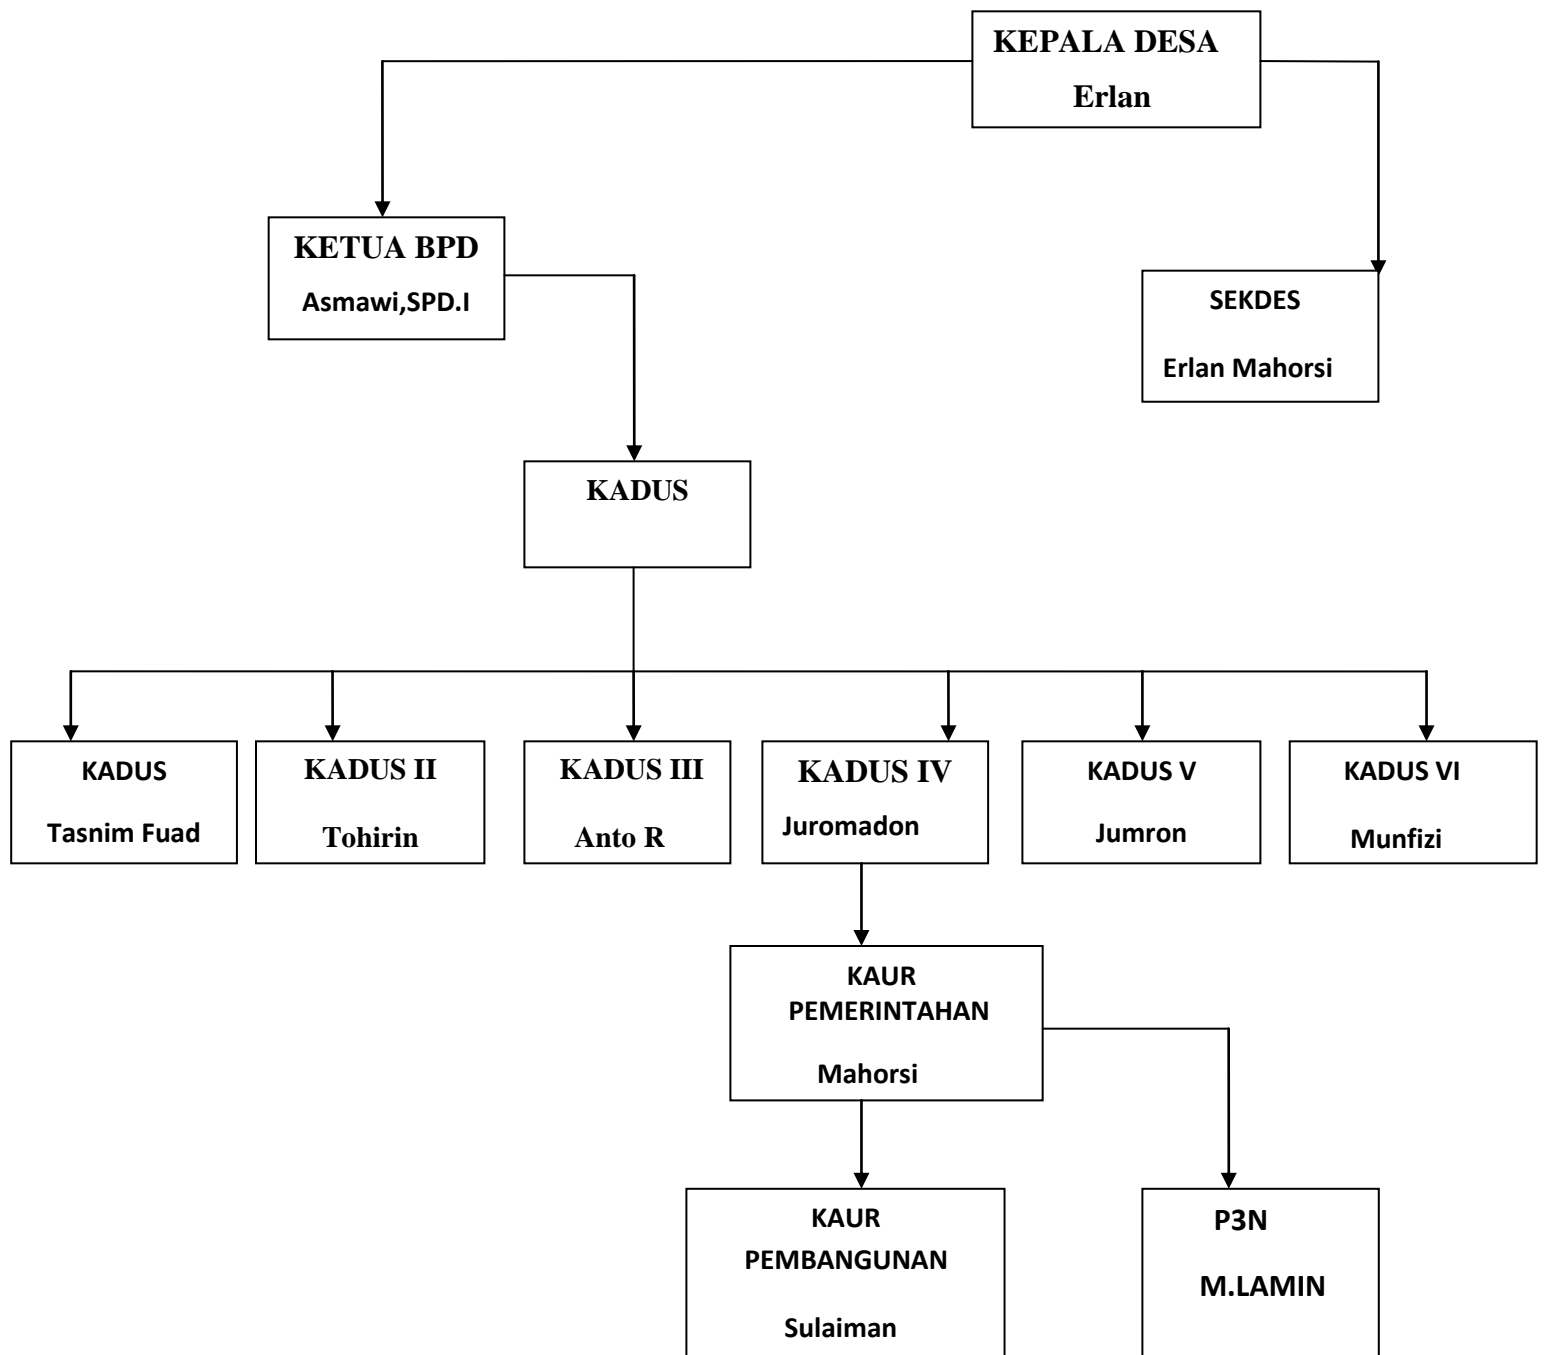 KEPALA DESA
Erlan
KETUA BPD
Asmawi,SPD.I
SEKDES
Erlan Mahorsi
KADUS
KADUS
Tasnim Fuad
KADUS II
Tohirin
KADUS III
Anto R
KADUS IV
Juromadon
KADUS V
Jumron
KADUS VI
Munfizi
KAUR
PEMERINTAHAN
Mahorsi
KAUR
PEMBANGUNAN
Sulaiman
P3N
M.LAMIN